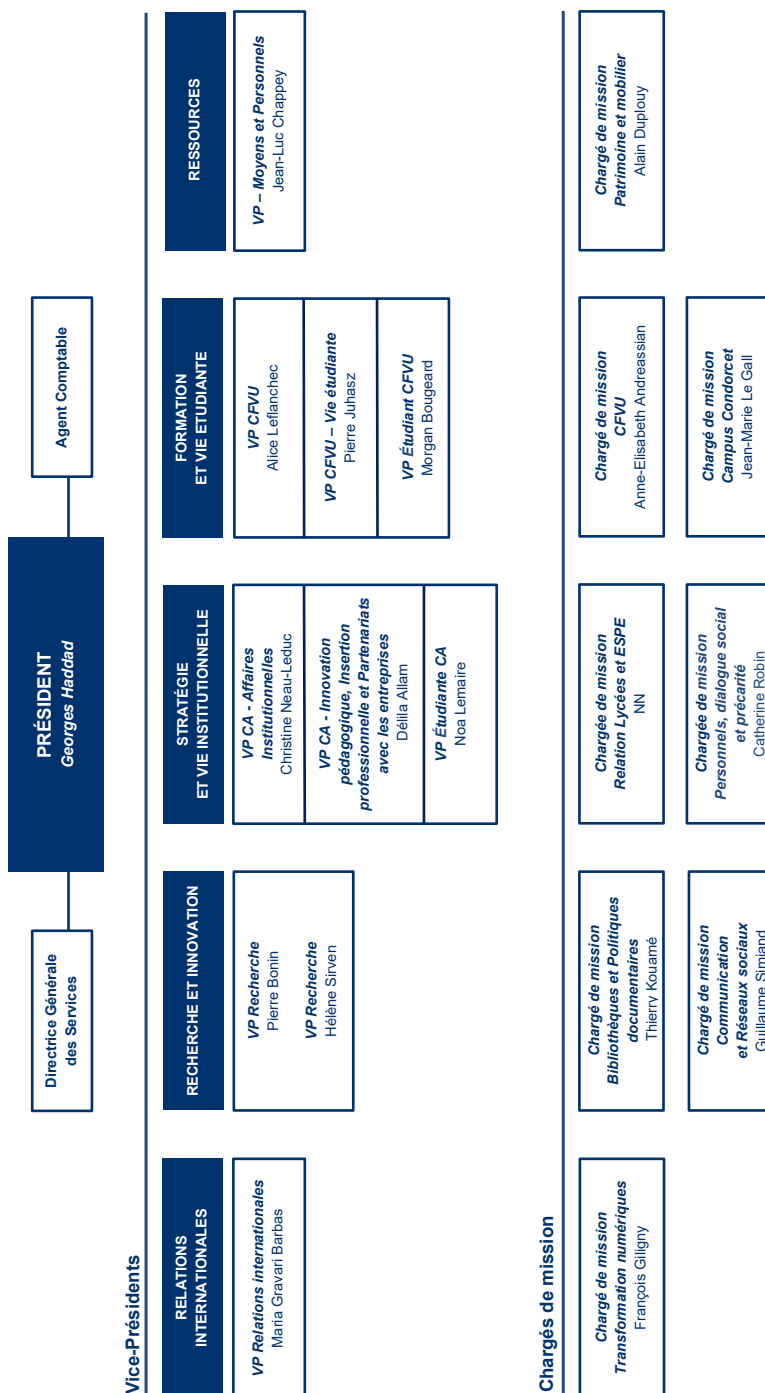 PRÉSIDENT
Georges Haddad
Directrice Générale
des Services
Agent Comptable
Vice-Présidents
RELATIONS
INTERNATIONALES
VP Relations internationales
Maria Gravari Barbas
RECHERCHE ET INNOVATION
VP Recherche
Pierre Bonin
VP Recherche
Hélène Sirven
STRATÉGIE
ET VIE INSTITUTIONNELLE
VP CA - Affaires
Institutionnelles
Christine Neau-Leduc
VP CA - Innovation
pédagogique, Insertion
professionnelle et Partenariats
avec les entreprises
Délila Allam
VP Étudiante CA
Noa Lemaire
FORMATION
ET VIE ETUDIANTE
VP CFVU
Alice Leflanchec
VP CFVU – Vie étudiante
Pierre Juhasz
VP Étudiant CFVU
Morgan Bougeard
RESSOURCES
VP – Moyens et Personnels
Jean-Luc Chappey
Chargés de mission
Chargé de mission
Transformation numériques
François Giligny
Chargé de mission
Bibliothèques et Politiques
documentaires
Thierry Kouamé
Chargée de mission
Relation Lycées et ESPE
NN
Chargé de mission
CFVU
Anne-Elisabeth Andreassian
Chargé de mission
Patrimoine et mobilier
Alain Duplouy
Chargé de mission
Communication
et Réseaux sociaux
Guillaume Simiand
Chargée de mission
Personnels, dialogue social
et précarité
Catherine Robin
Chargé de mission
Campus Condorcet
Jean-Marie Le Gall